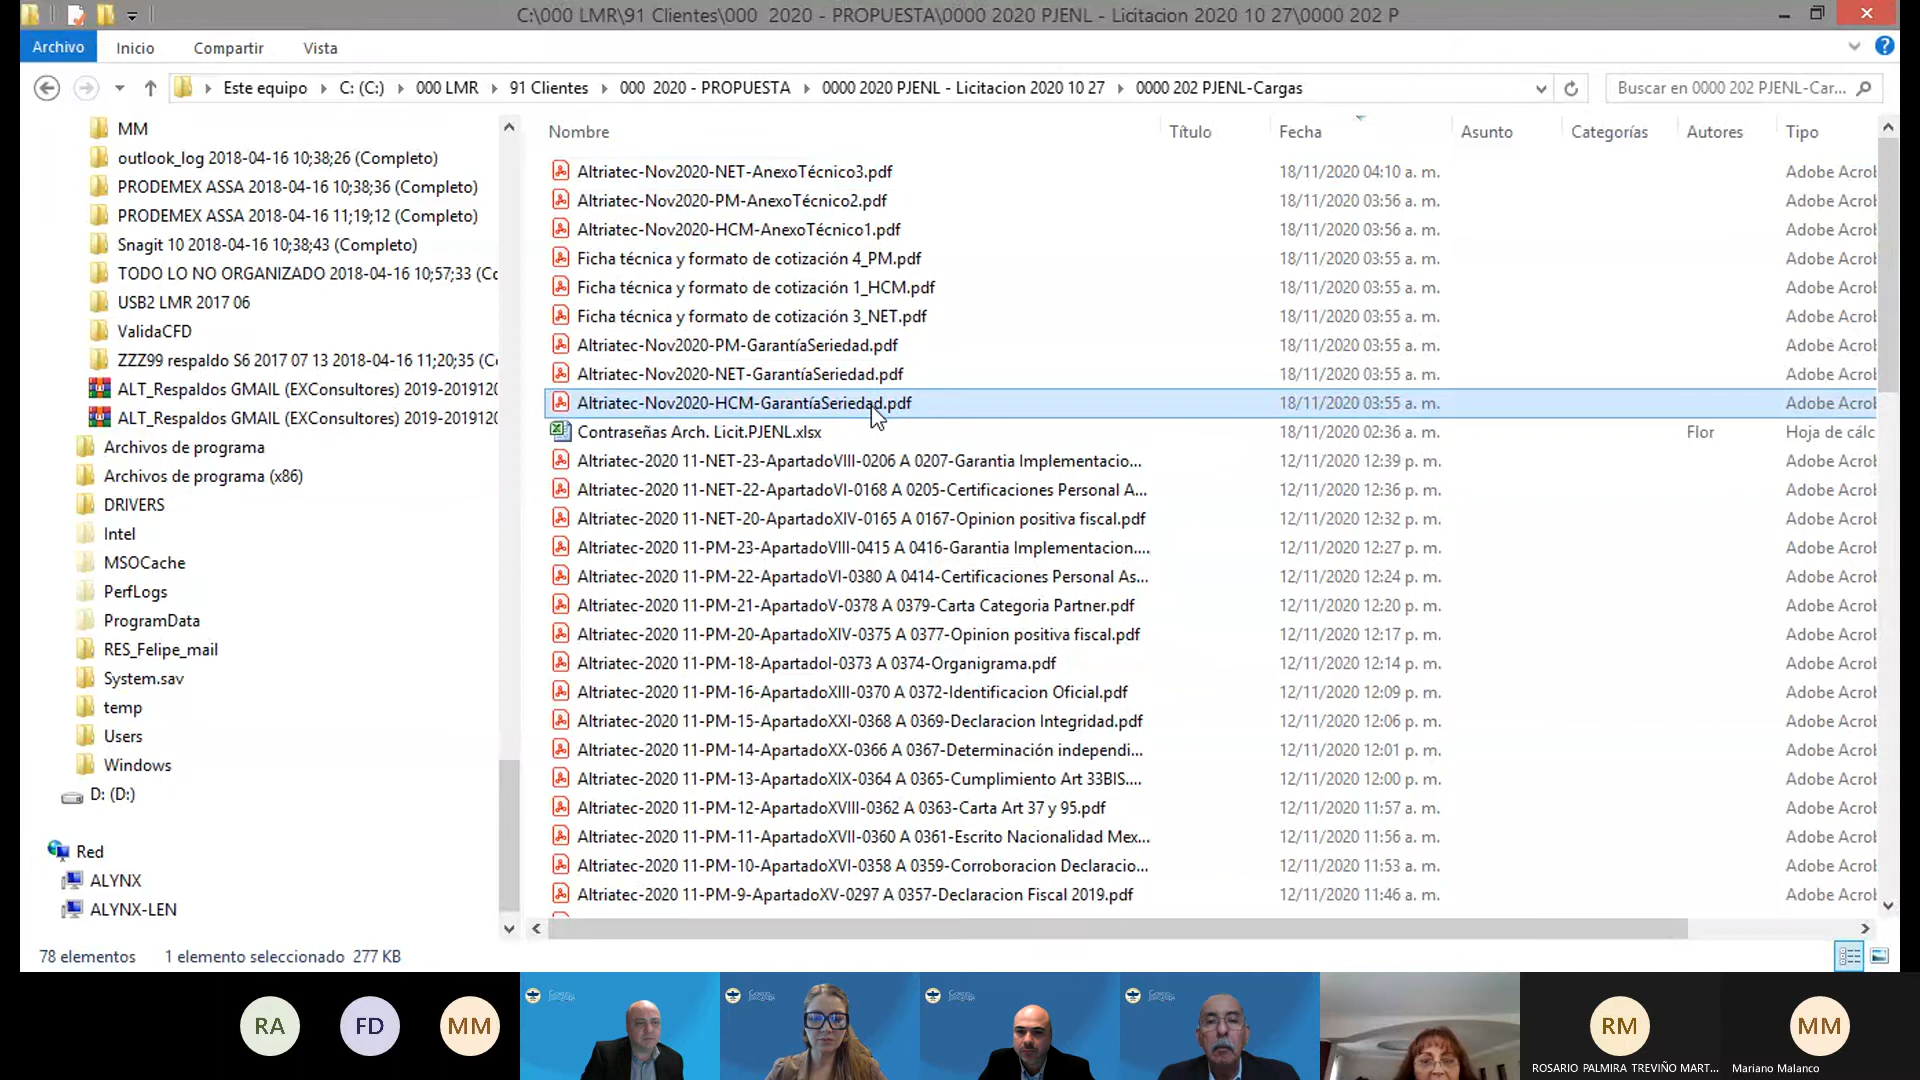 C:\000 LMR\91 Clientes\000  2020 - PROPUESTA\0000 2020 PJENL - Licitacion 2020 10 27\0000 202 P
Archivo Inicio Compartir Vista
Este equipo C: (C:) 000 LMR 91 Clientes 000  2020 - PROPUESTA 0000 2020 PJENL - Licitacion 2020 10 27 0000 202 PJENL-Cargas
Buscar en 0000 202 PJENL-Car...
MM
outlook_log 2018-04-16 10;38;26 (Completo)
PRODEMEX ASSA 2018-04-16 10;38;36 (Completo)
PRODEMEX ASSA 2018-04-16 11;19;12 (Completo)
Snagit 10 2018-04-16 10;38;43 (Completo)
TODO LO NO ORGANIZADO 2018-04-16 10;57;33 (Co
USB2 LMR 2017 06
ValidaCFD
ZZZ99 respaldo S6 2017 07 13 2018-04-16 11;20;35 (C
ALT_Respaldos GMAIL (EXConsultores) 2019-2019120
ALT_Respaldos GMAIL (EXConsultores) 2019-2019120
Archivos de programa
Archivos de programa (x86)
DRIVERS
Intel
MSOCache
PerfLogs
ProgramData
RES_Felipe_mail
System.sav
temp
Users
Windows
D: (D:)
Red
ALYNX
ALYNX-LEN
Nombre Título Fecha Asunto Categorías Autores Tipo
Altriatec-Nov2020-NET-AnexoTécnico3.pdf 18/11/2020 04:10 a. m. Adobe Acrob
Altriatec-Nov2020-PM-AnexoTécnico2.pdf 18/11/2020 03:56 a. m. Adobe Acrob
Altriatec-Nov2020-HCM-AnexoTécnico1.pdf 18/11/2020 03:56 a. m. Adobe Acrob
Ficha técnica y formato de cotización 4_PM.pdf 18/11/2020 03:55 a. m. Adobe Acrob
Ficha técnica y formato de cotización 1_HCM.pdf 18/11/2020 03:55 a. m. Adobe Acrob
Ficha técnica y formato de cotización 3_NET.pdf 18/11/2020 03:55 a. m. Adobe Acrob
Altriatec-Nov2020-PM-GarantíaSeriedad.pdf 18/11/2020 03:55 a. m. Adobe Acrob
Altriatec-Nov2020-NET-GarantíaSeriedad.pdf 18/11/2020 03:55 a. m. Adobe Acrob
Altriatec-Nov2020-HCM-GarantíaSeriedad.pdf 18/11/2020 03:55 a. m. Adobe Acrob
Contraseñas Arch. Licit.PJENL.xlsx 18/11/2020 02:36 a. m. Flor Hoja de cálc
Altriatec-2020 11-NET-23-ApartadoVIII-0206 A 0207-Garantia Implementacio... 12/11/2020 12:39 p. m. Adobe Acrob
Altriatec-2020 11-NET-22-ApartadoVI-0168 A 0205-Certificaciones Personal A... 12/11/2020 12:36 p. m. Adobe Acrob
Altriatec-2020 11-NET-20-ApartadoXIV-0165 A 0167-Opinion positiva fiscal.pdf 12/11/2020 12:32 p. m. Adobe Acrob
Altriatec-2020 11-PM-23-ApartadoVIII-0415 A 0416-Garantia Implementacion.... 12/11/2020 12:27 p. m. Adobe Acrob
Altriatec-2020 11-PM-22-ApartadoVI-0380 A 0414-Certificaciones Personal As... 12/11/2020 12:24 p. m. Adobe Acrob
Altriatec-2020 11-PM-21-ApartadoV-0378 A 0379-Carta Categoria Partner.pdf 12/11/2020 12:20 p. m. Adobe Acrob
Altriatec-2020 11-PM-20-ApartadoXIV-0375 A 0377-Opinion positiva fiscal.pdf 12/11/2020 12:17 p. m. Adobe Acrob
Altriatec-2020 11-PM-18-ApartadoI-0373 A 0374-Organigrama.pdf 12/11/2020 12:14 p. m. Adobe Acrob
Altriatec-2020 11-PM-16-ApartadoXIII-0370 A 0372-Identificacion Oficial.pdf 12/11/2020 12:09 p. m. Adobe Acrob
Altriatec-2020 11-PM-15-ApartadoXXI-0368 A 0369-Declaracion Integridad.pdf 12/11/2020 12:06 p. m. Adobe Acrob
Altriatec-2020 11-PM-14-ApartadoXX-0366 A 0367-Determinación independi... 12/11/2020 12:01 p. m. Adobe Acrob
Altriatec-2020 11-PM-13-ApartadoXIX-0364 A 0365-Cumplimiento Art 33BIS.... 12/11/2020 12:00 p. m. Adobe Acrob
Altriatec-2020 11-PM-12-ApartadoXVIII-0362 A 0363-Carta Art 37 y 95.pdf 12/11/2020 11:57 a. m. Adobe Acrob
Altriatec-2020 11-PM-11-ApartadoXVII-0360 A 0361-Escrito Nacionalidad Mex... 12/11/2020 11:56 a. m. Adobe Acrob
Altriatec-2020 11-PM-10-ApartadoXVI-0358 A 0359-Corroboracion Declaracio... 12/11/2020 11:53 a. m. Adobe Acrob
Altriatec-2020 11-PM-9-ApartadoXV-0297 A 0357-Declaracion Fiscal 2019.pdf 12/11/2020 11:46 a. m. Adobe Acrob
78 elementos 1 elemento seleccionado 277 KB
RA FD MM RM MM
ROSARIO PALMIRA TREVIÑO MART... Mariano Malanco